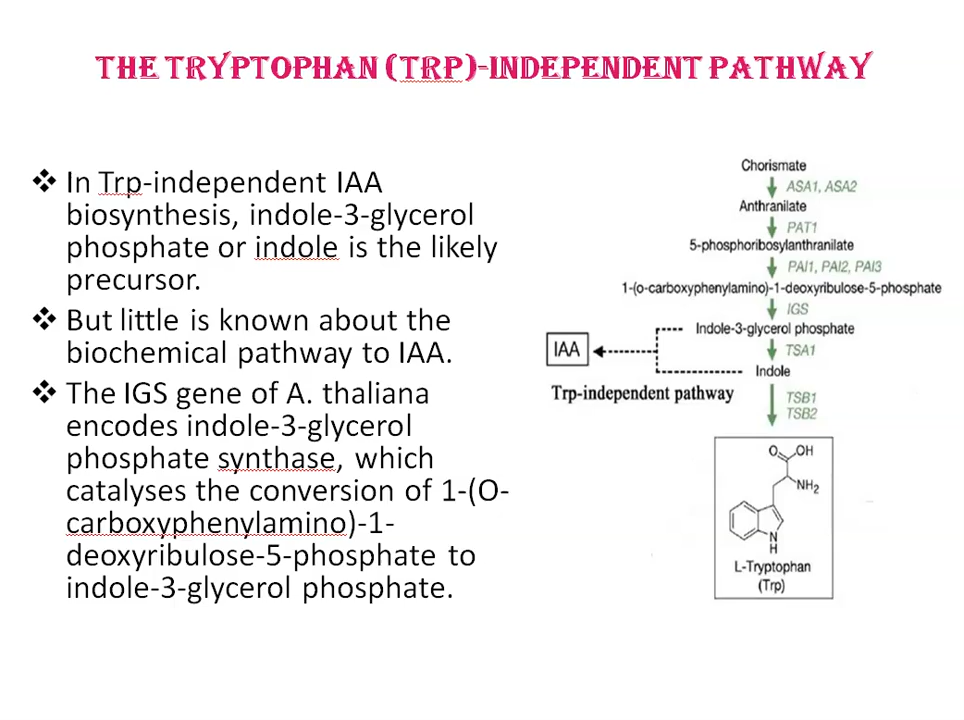 THE TRYPTOPHAN (TRP)-INDEPENDENT PATHWAY
❖ In Trp-independent IAA
biosynthesis, indole-3-glycerol
phosphate or indole is the likely
precursor.
❖ But little is known about the
biochemical pathway to IAA.
❖ The IGS gene of A. thaliana
encodes indole-3-glycerol
phosphate synthase, which
catalyses the conversion of 1-(O-
carboxyphenylamino)-1-
deoxyribulose-5-phosphate to
indole-3-glycerol phosphate.
Chorismate
ASA1, ASA2
Anthranilate
PAT1
5-phosphoribosylanthranilate
PAI1, PAI2, PAI3
1-(o-carboxyphenylamino)-1-deoxyribulose-5-phosphate
IGS
Indole-3-glycerol phosphate
IAA
TSA1
Indole
Trp-independent pathway
TSB1
TSB2
O OH
NH2
N
H
L-Tryptophan
(Trp)